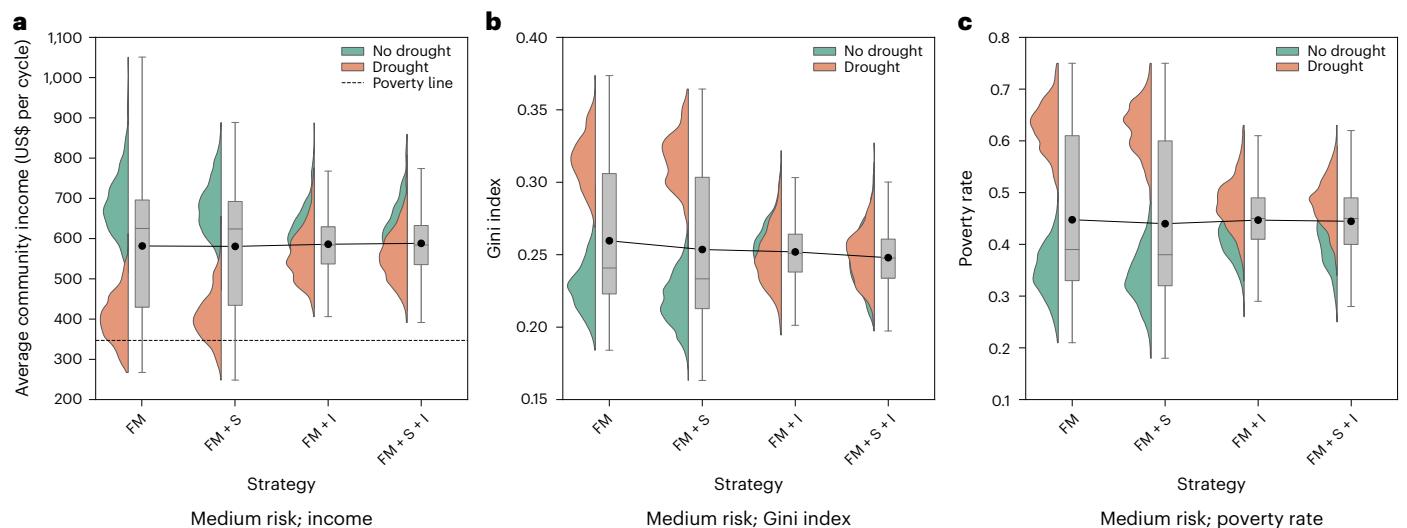 a
Average community income (US$ per cycle)
1,100
1,000
900
800
700
600
500
400
300
200
No drought
Drought
Poverty line
FM
FM + S
FM + I
FM + S + I
Strategy
Medium risk; income
b
Gini index
0.40
0.35
0.30
0.25
0.20
0.15
No drought
Drought
FM
FM + S
FM + I
FM + S + I
Strategy
Medium risk; Gini index
c
Poverty rate
0.8
0.7
0.6
0.5
0.4
0.3
0.2
0.1
No drought
Drought
FM
FM + S
FM + I
FM + S + I
Strategy
Medium risk; poverty rate